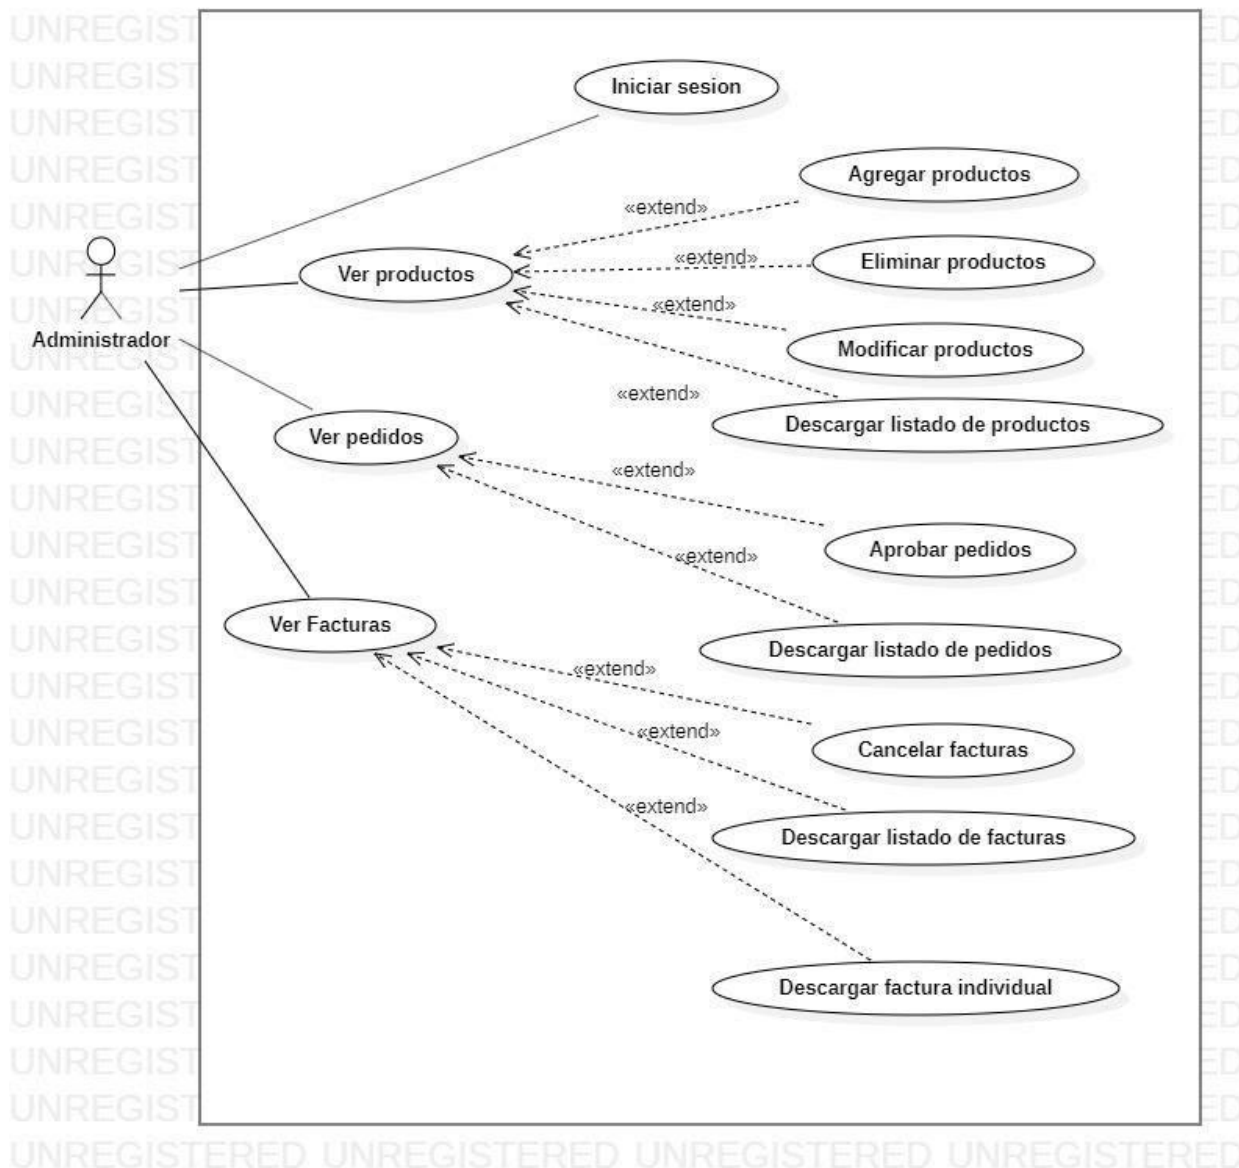 Iniciar sesion
Agregar productos
«extend»
Eliminar productos
«extend»
Ver productos
«extend»
Administrador
Modificar productos
«extend»
Descargar listado de productos
Ver pedidos
«extend»
Aprobar pedidos
«extend»
Ver Facturas
Descargar listado de pedidos
«extend»
«extend»
Cancelar facturas
«extend»
Descargar listado de facturas
Descargar factura individual
UNREGISTERED UNREGISTERED UNREGISTERED UNREGISTERED